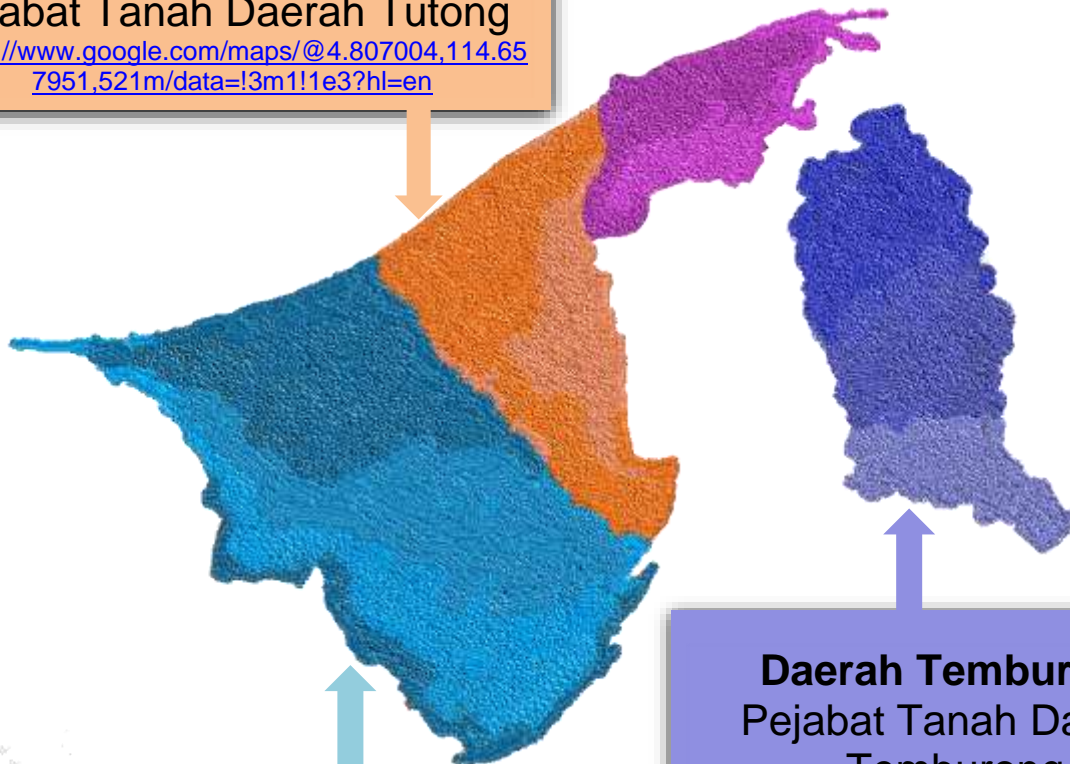 abat Tanah Daerah Tutong
://www.google.com/maps/@4.807004,114.65
7951,521m/data=!3m1!1e3?hl=en
Daerah Tembur
Pejabat Tanah Da
Temburong